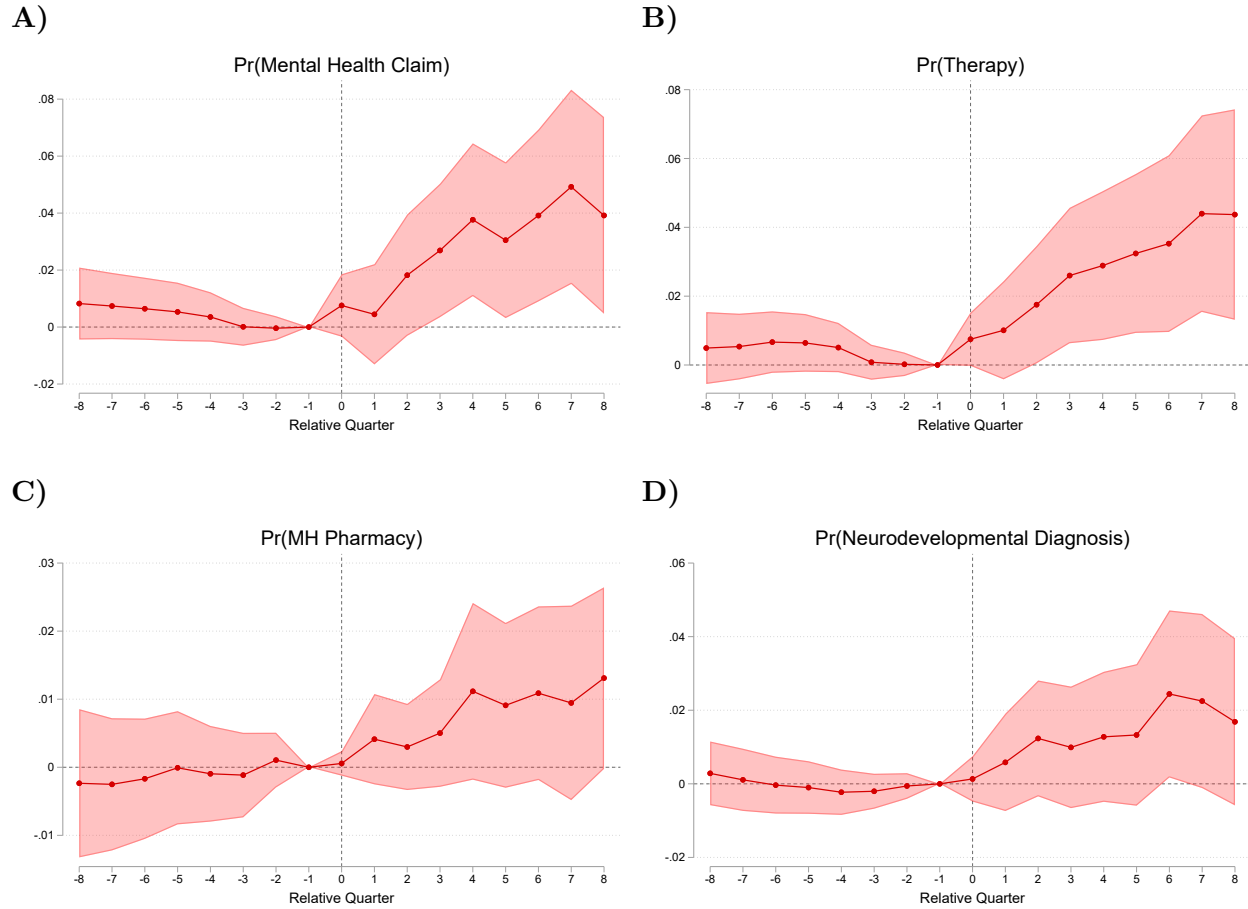 A)
Pr(Mental Health Claim)
.08
.06
.04
.02
0
-.02
-8 -7 -6 -5 -4 -3 -2 -1 0 1 2 3 4 5 6 7 8
Relative Quarter
B)
Pr(Therapy)
.08
.06
.04
.02
0
-8 -7 -6 -5 -4 -3 -2 -1 0 1 2 3 4 5 6 7 8
Relative Quarter
C)
Pr(MH Pharmacy)
.03
.02
.01
0
-.01
-8 -7 -6 -5 -4 -3 -2 -1 0 1 2 3 4 5 6 7 8
Relative Quarter
D)
Pr(Neurodevelopmental Diagnosis)
.06
.04
.02
0
-.02
-8 -7 -6 -5 -4 -3 -2 -1 0 1 2 3 4 5 6 7 8
Relative Quarter